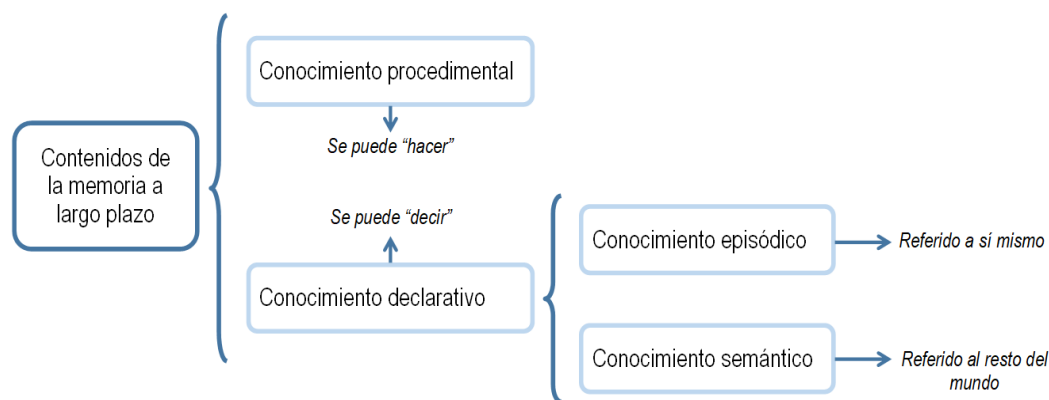 Contenidos de
la memoria a
largo plazo
Conocimiento procedimental
Se puede “hacer”
Se puede “decir”
Conocimiento declarativo
Conocimiento episódico
Referido a sí mismo
Conocimiento semántico
Referido al resto del
mundo